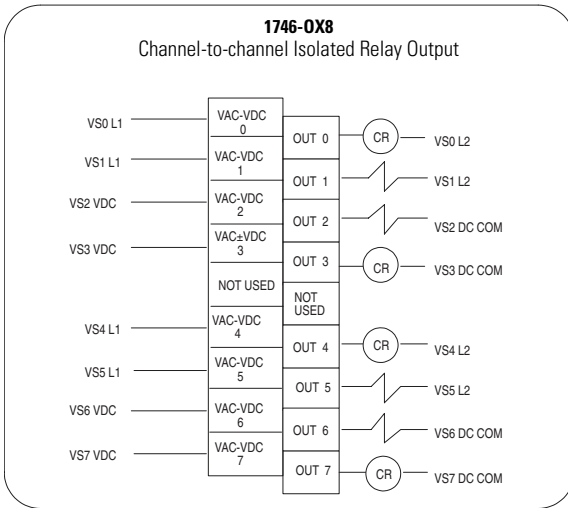 1746-OX8
Channel-to-channel Isolated Relay Output
VS0 L1
VAC-VDC
0
OUT 0
CR
VS0 L2
VS1 L1
VAC-VDC
1
OUT 1
VS1 L2
VS2 VDC
VAC-VDC
2
OUT 2
VS2 DC COM
VS3 VDC
VAC±VDC
3
OUT 3
CR
VS3 DC COM
NOT USED
NOT
USED
VS4 L1
VAC-VDC
4
OUT 4
CR
VS4 L2
VS5 L1
VAC-VDC
5
OUT 5
VS5 L2
VS6 VDC
VAC-VDC
6
OUT 6
VS6 DC COM
VS7 VDC
VAC-VDC
7
OUT 7
CR
VS7 DC COM